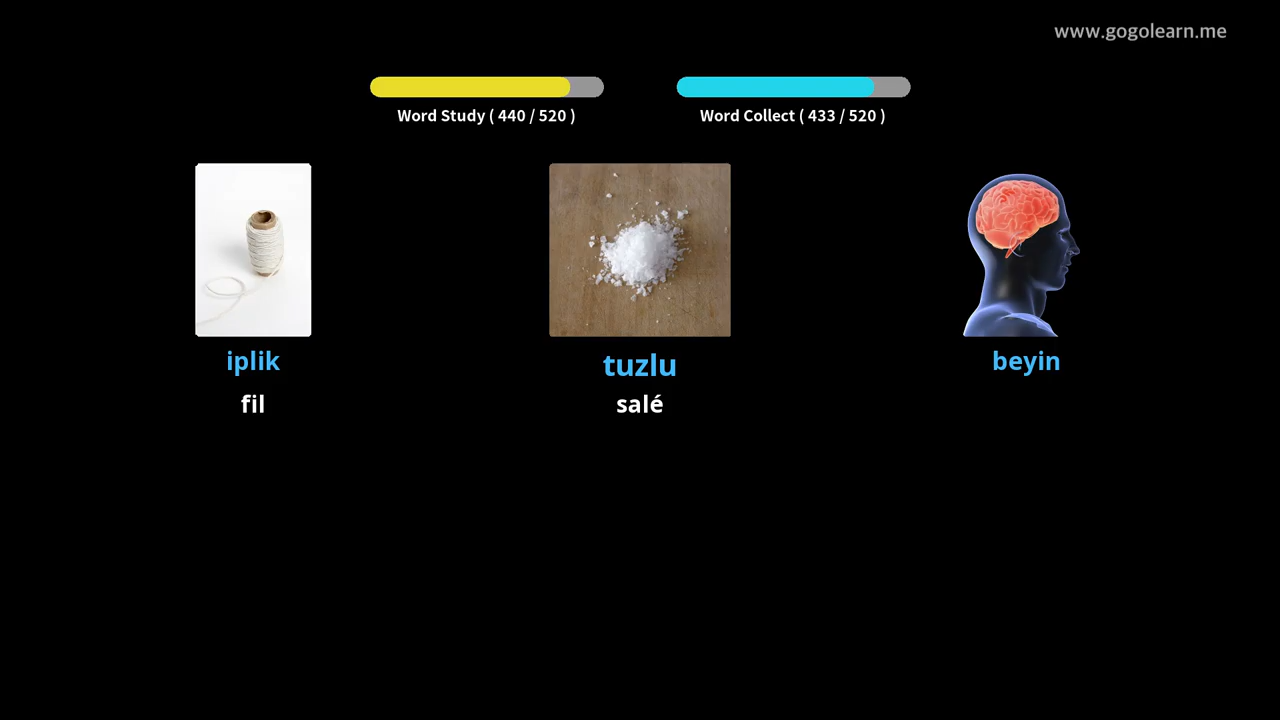 www.gogolearn.me
Word Study ( 440 / 520 )
Word Collect ( 433 / 520 )
iplik
tuzlu
beyin
fil
salé